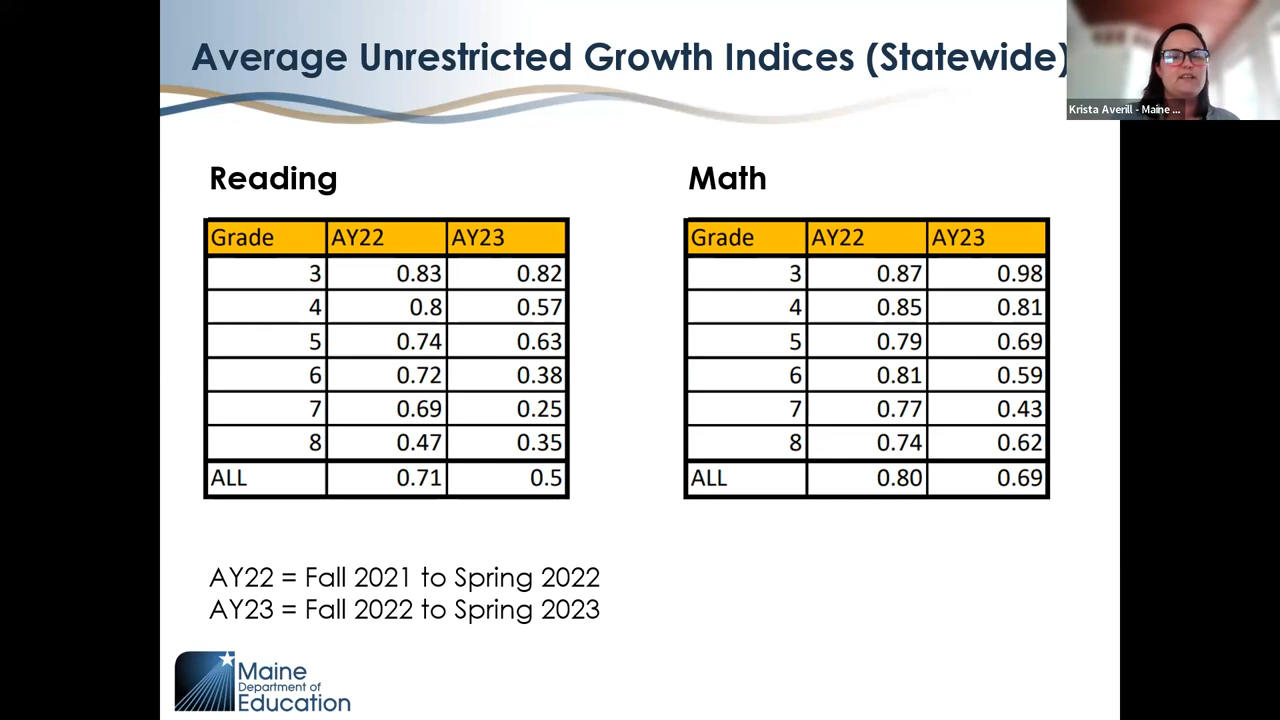 Average Unrestricted Growth Indices (Statewide)
Krista Averill - Maine ...
Reading
Grade AY22 AY23
3 0.83 0.82
4 0.8 0.57
5 0.74 0.63
6 0.72 0.38
7 0.69 0.25
8 0.47 0.35
ALL 0.71 0.5
Math
Grade AY22 AY23
3 0.87 0.98
4 0.85 0.81
5 0.79 0.69
6 0.81 0.59
7 0.77 0.43
8 0.74 0.62
ALL 0.80 0.69
AY22 = Fall 2021 to Spring 2022
AY23 = Fall 2022 to Spring 2023
Maine
Department of
Education